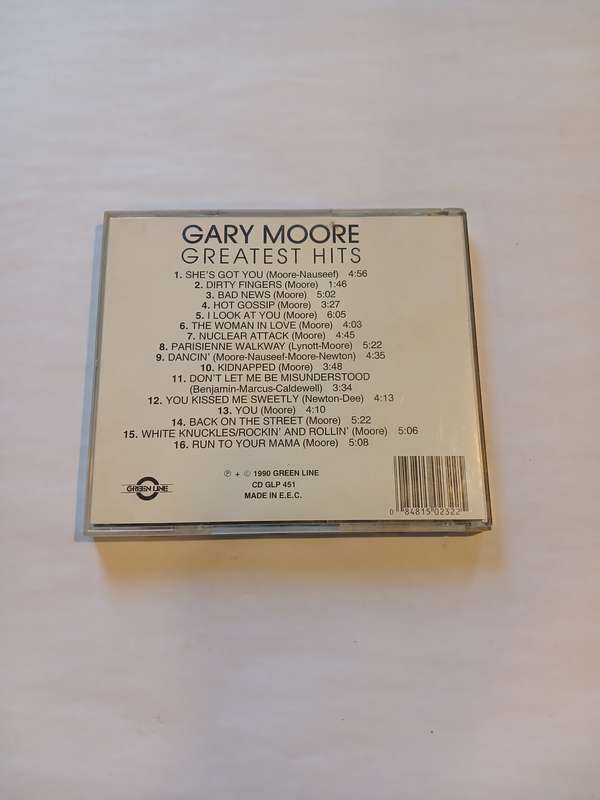 GARY MOORE
GREATEST HITS
1. SHE'S GOT YOU (Moore-Nauseef) 4:56
2. DIRTY FINGERS (Moore) 1:46
3. BAD NEWS (Moore) 5:02
4. HOT GOSSIP (Moore) 3:27
5. I LOOK AT YOU (Moore) 6:05
6. THE WOMAN IN LOVE (Moore) 4:03
7. NUCLEAR ATTACK (Moore) 4:45
8. PARISIENNE WALKWAY (Lynott-Moore) 5:22
9. DANCIN' (Moore-Nauseef-Moore-Newton) 4:35
10. KIDNAPPED (Moore) 3:48
11. DON'T LET ME BE MISUNDERSTOOD
(Benjamin-Marcus-Caldewell) 3:34
12. YOU KISSED ME SWEETLY (Newton-Dee) 4:13
13. YOU (Moore) 4:10
14. BACK ON THE STREET (Moore) 5:22
15. WHITE KNUCKLES/ROCKIN' AND ROLLIN' (Moore) 5:06
16. RUN TO YOUR MAMA (Moore) 5:08
GREEN LINE
℗ + © 1990 GREEN LINE
CD GLP 451
MADE IN E.E.C.
0 84815 02322